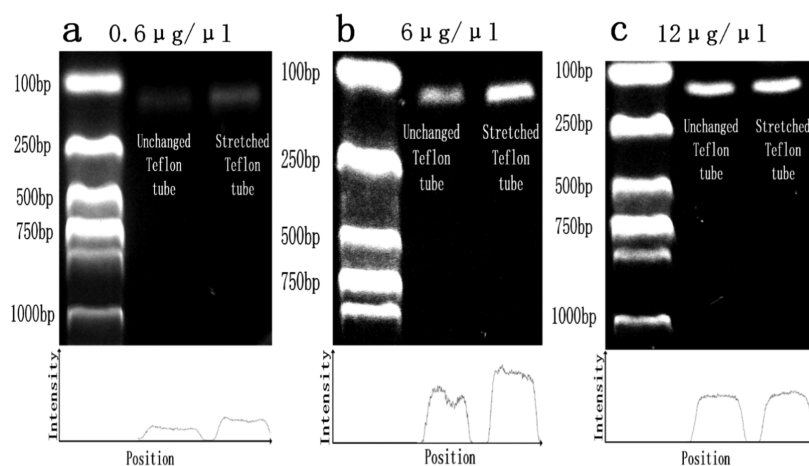 a 0.6μg/μl
100bp
250bp
500bp
750bp
1000bp
Unchanged
Teflon
tube
Stretched
Teflon
tube
Intensity
Position
b 6μg/μl
100bp
250bp
500bp
750bp
Unchanged
Teflon
tube
Stretched
Teflon
tube
Intensity
Position
c 12μg/μl
100bp
250bp
500bp
750bp
1000bp
Unchanged
Teflon
tube
Stretched
Teflon
tube
Intensity
Position